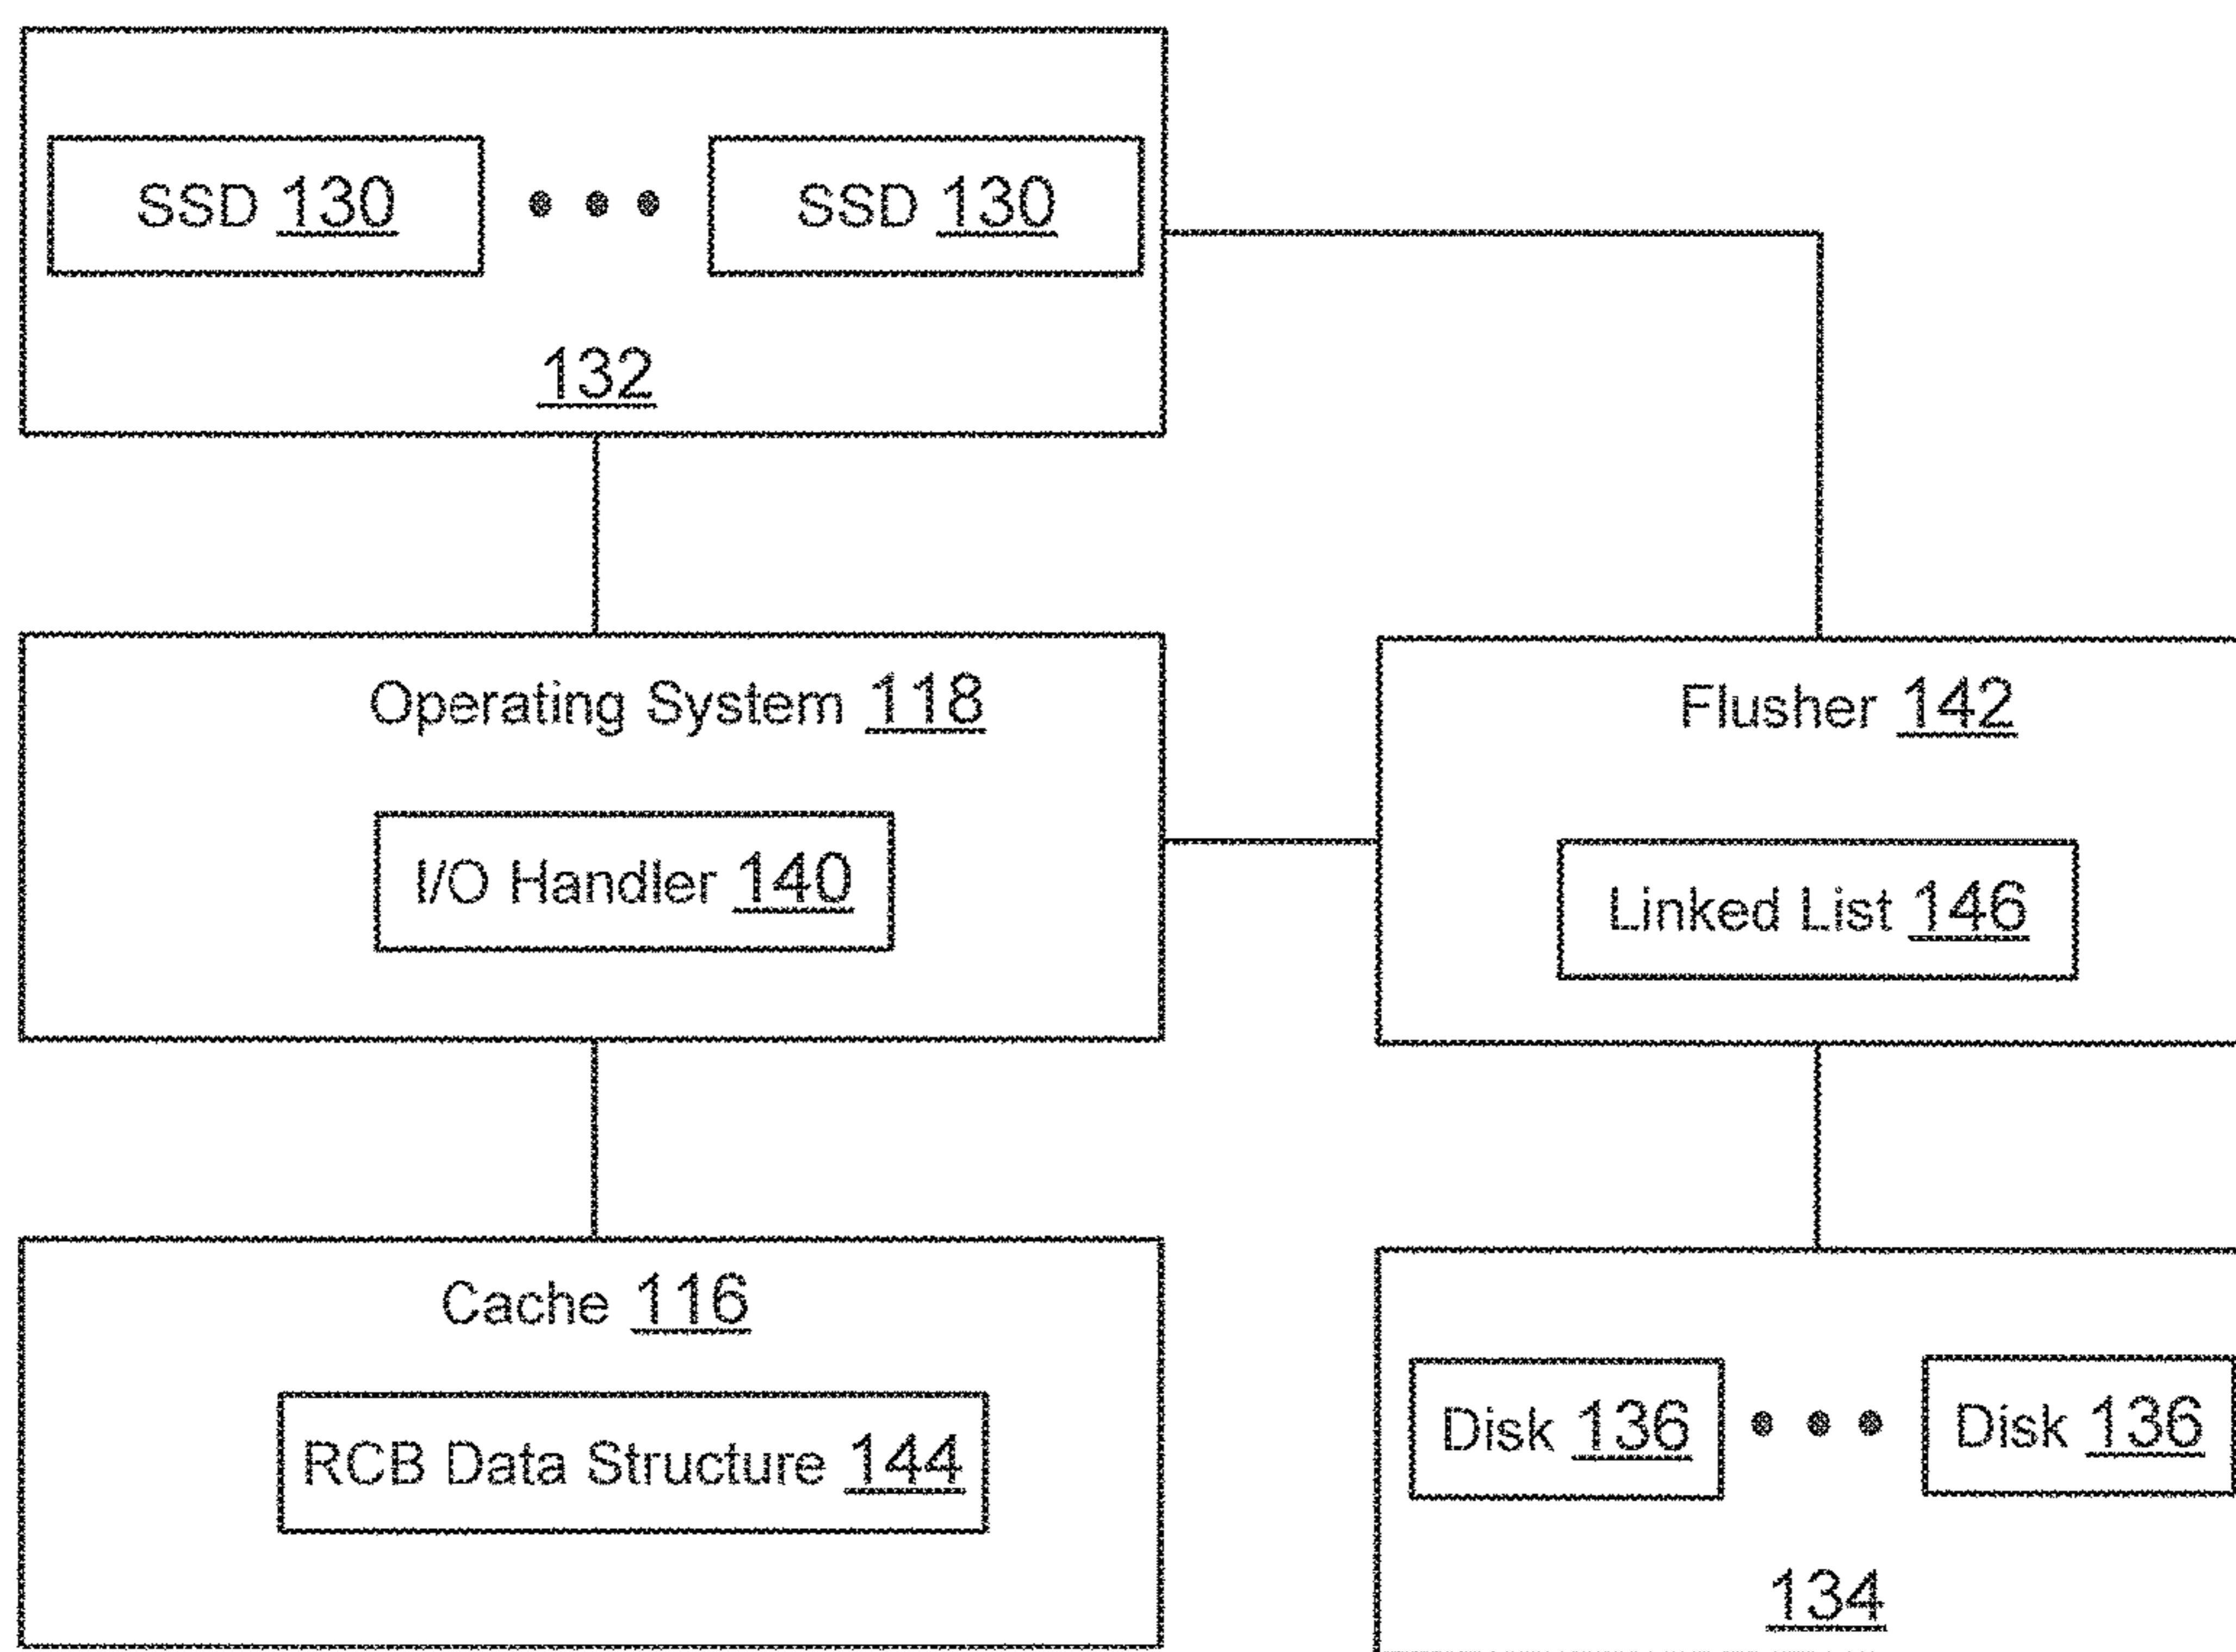 SSD 130 • • • SSD 130
132
Operating System 118
I/O Handler 140
Flusher 142
Linked List 146
Cache 116
RCB Data Structure 144
Disk 136 • • • Disk 136
134